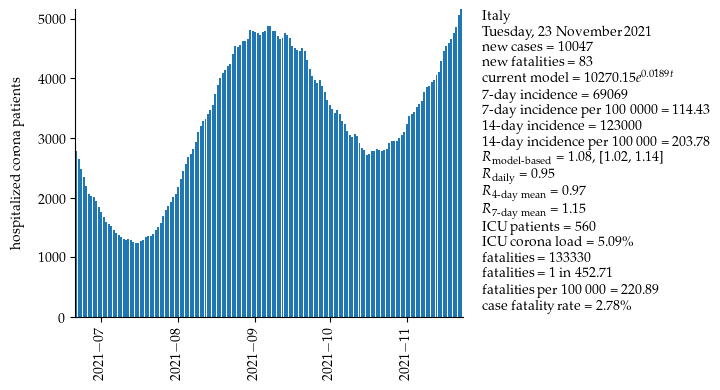 5000
4000
3000
2000
1000
0
hospitalized corona patients
2021−07
2021−08
2021−09
2021−10
2021−11
Italy
Tuesday, 23 November 2021
new cases = 10047
new fatalities = 83
current model = 10270.15e^0.0189t
7-day incidence = 69069
7-day incidence per 100 0000 = 114.43
14-day incidence = 123000
14-day incidence per 100 000 = 203.78
R_model-based = 1.08, [1.02, 1.14]
R_daily = 0.95
R_4-day mean = 0.97
R_7-day mean = 1.15
ICU patients = 560
ICU corona load = 5.09%
fatalities = 133330
fatalities = 1 in 452.71
fatalities per 100 000 = 220.89
case fatality rate = 2.78%